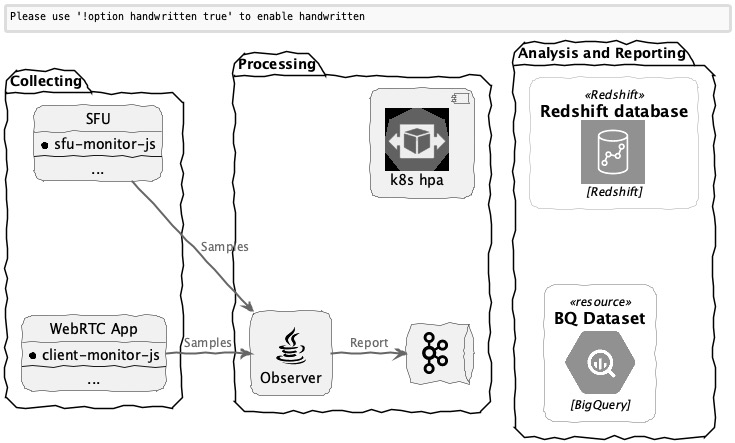 Please use '!option handwritten true' to enable handwritten
Collecting
SFU
sfu-monitor-js
...
WebRTC App
client-monitor-js
...
Samples
Samples
Processing
k8s hpa
Observer
Report
Analysis and Reporting
«Redshift»
Redshift database
[Redshift]
«resource»
BQ Dataset
[BigQuery]